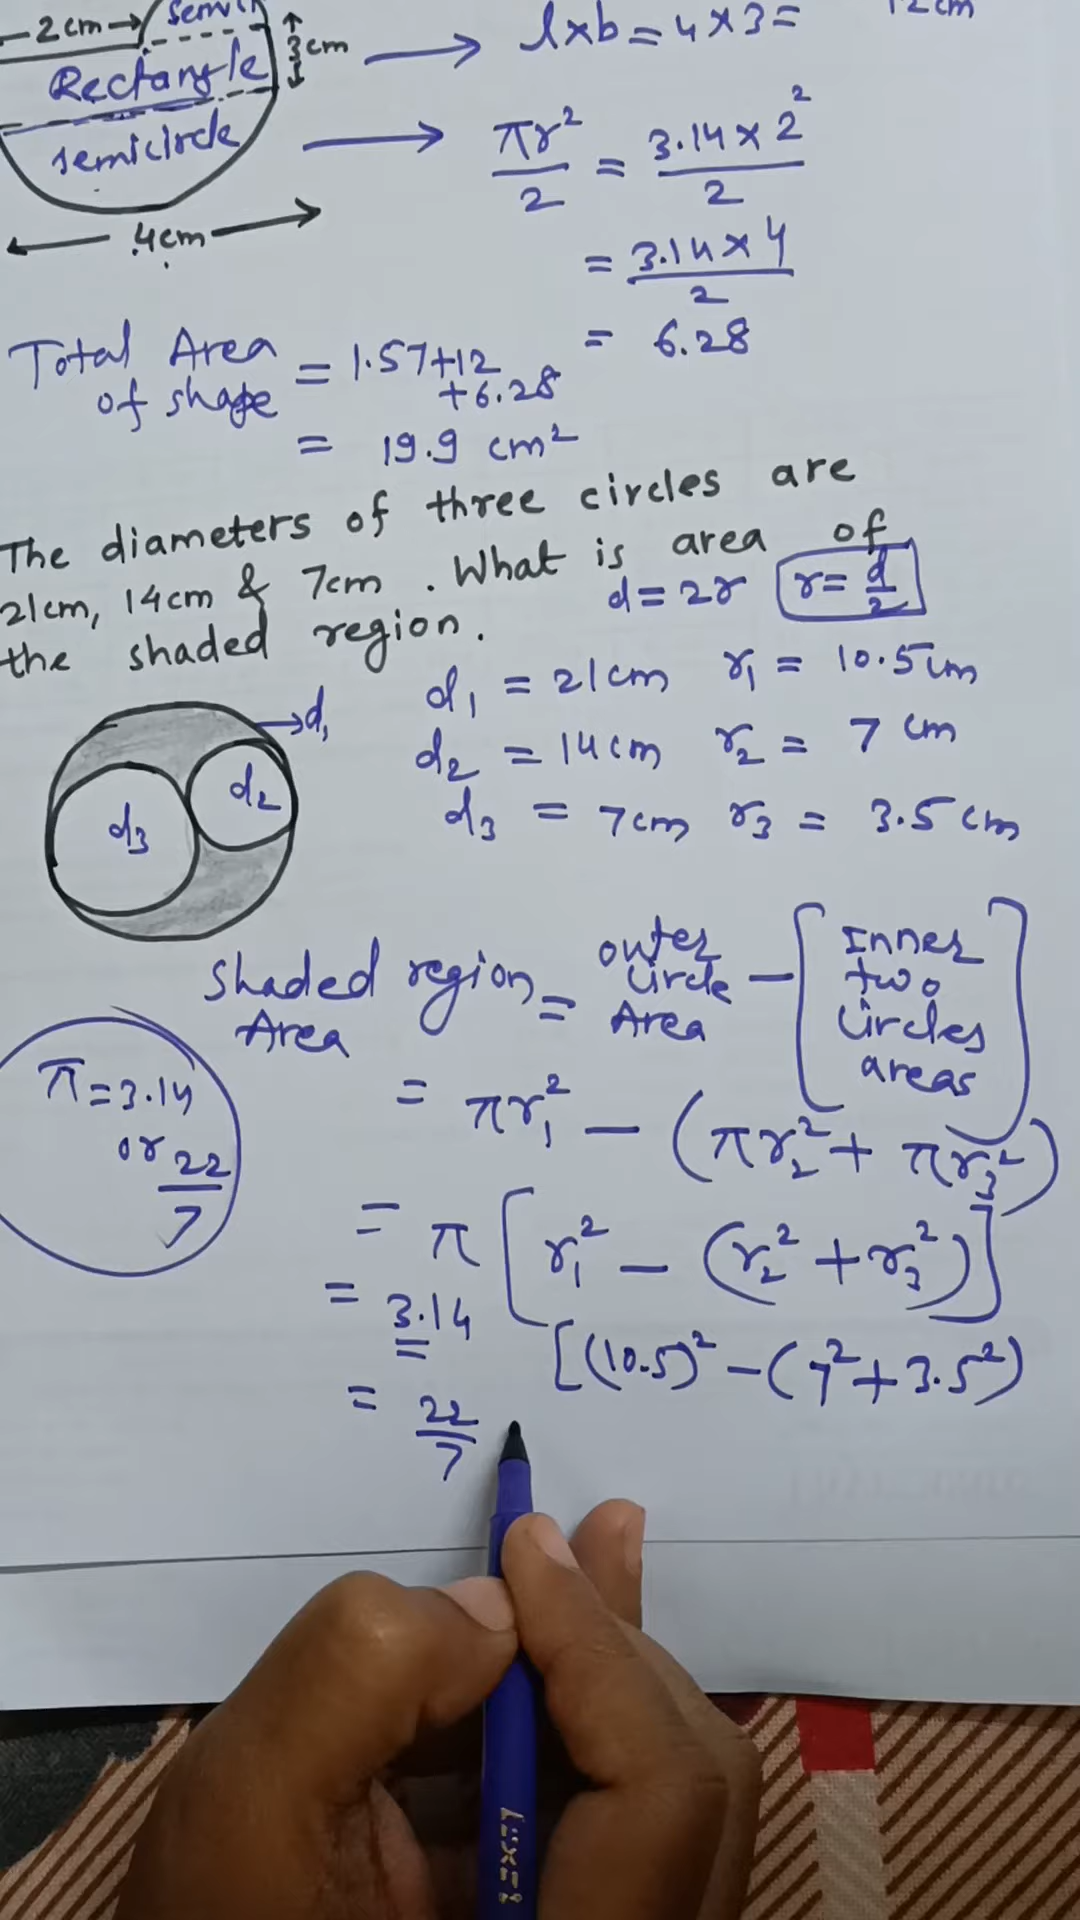 2cm
semi
3cm
l×b = 4×3 = 12cm
Rectangle
semicircle
πr²/2 = 3.14×2²/2
4cm
= 3.14×4/2
= 6.28
Total Area of shape = 1.57+12+6.28
= 19.9 cm²
The diameters of three circles are
21cm, 14cm & 7cm. What is area of
the shaded region.
d=2r r=d/2
d₁ = 21cm r₁ = 10.5cm
d₂ = 14cm r₂ = 7 cm
d₃ = 7cm r₃ = 3.5cm
d₁
d₂
d₃
Shaded region Area = outer Circle Area − [Inner two Circles areas]
π=3.14
or 22/7
= πr₁² − (πr₂² + πr₃²)
= π [r₁² − (r₂² + r₃²)]
= 3.14 [(10.5)² − (7² + 3.5²)
= 22/7